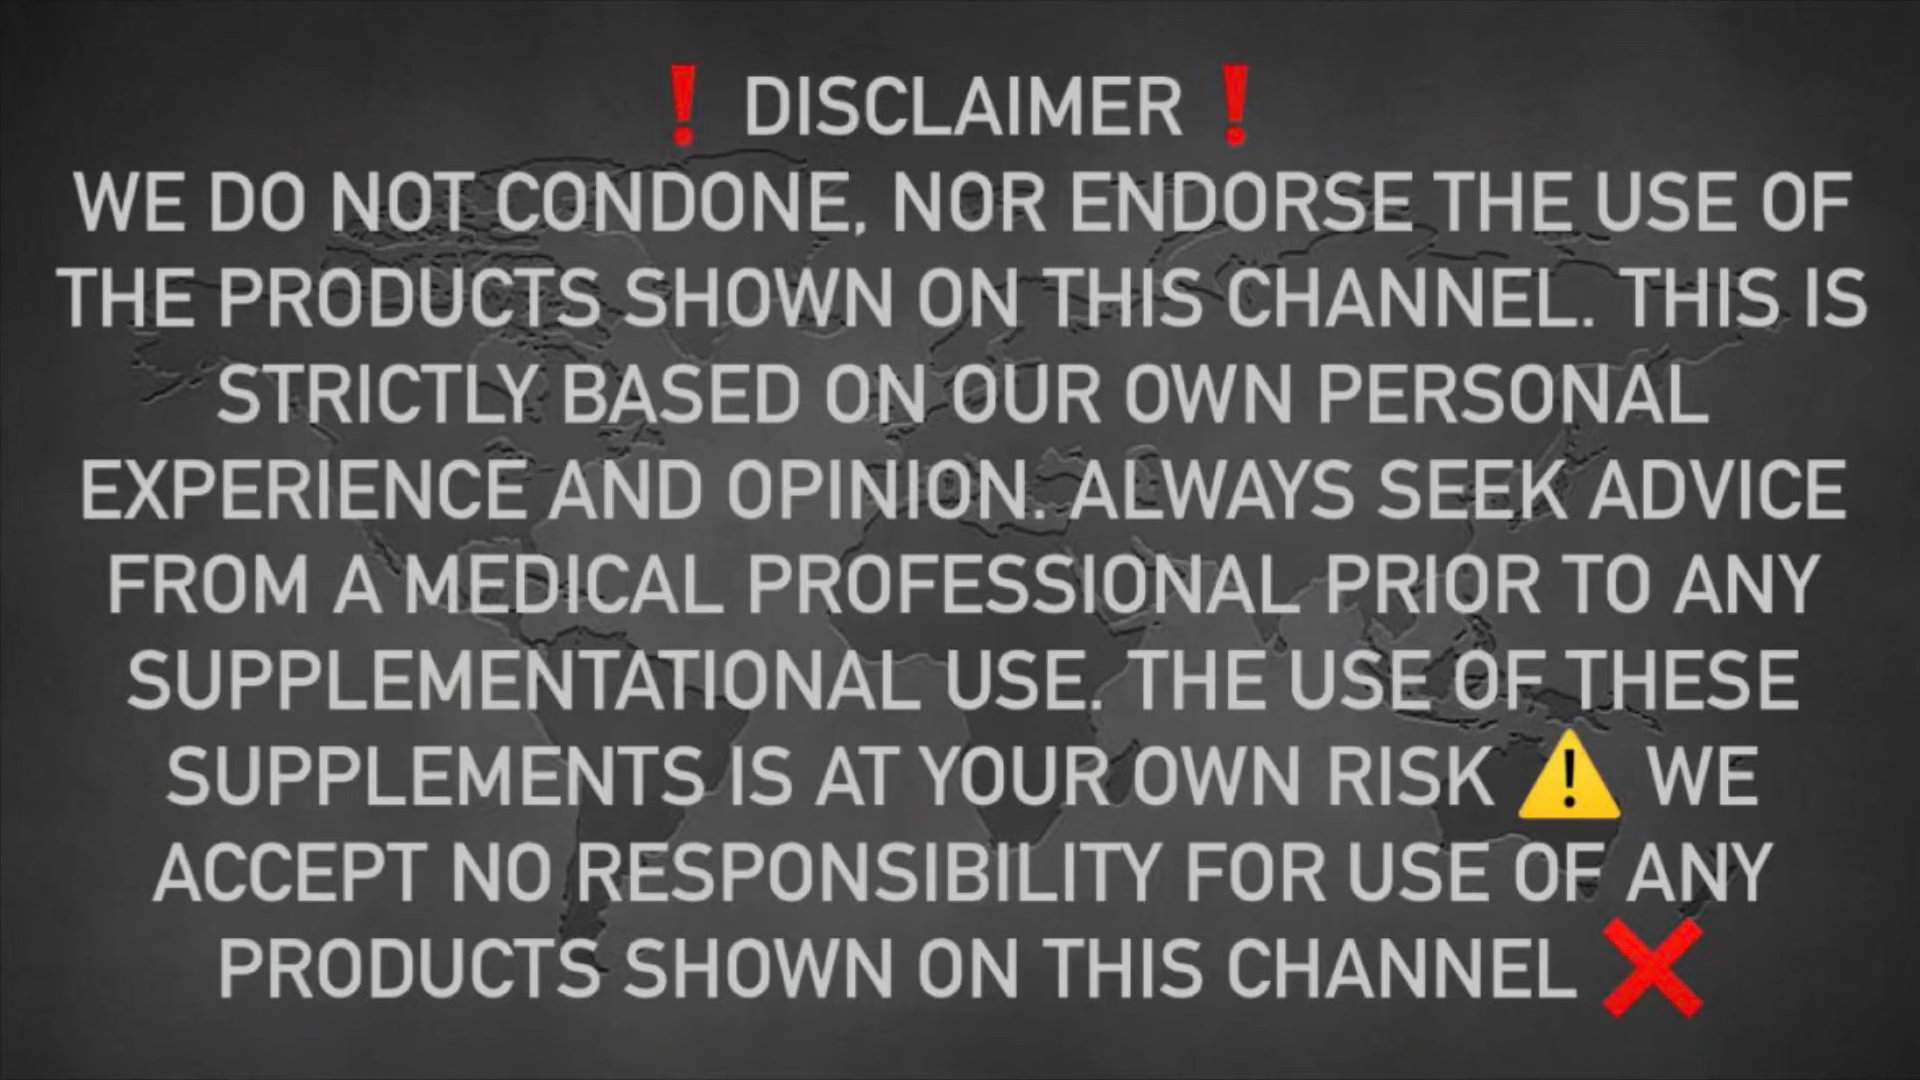 ❗ DISCLAIMER ❗
WE DO NOT CONDONE, NOR ENDORSE THE USE OF
THE PRODUCTS SHOWN ON THIS CHANNEL. THIS IS
STRICTLY BASED ON OUR OWN PERSONAL
EXPERIENCE AND OPINION. ALWAYS SEEK ADVICE
FROM A MEDICAL PROFESSIONAL PRIOR TO ANY
SUPPLEMENTATIONAL USE. THE USE OF THESE
SUPPLEMENTS IS AT YOUR OWN RISK ⚠️ WE
ACCEPT NO RESPONSIBILITY FOR USE OF ANY
PRODUCTS SHOWN ON THIS CHANNEL ❌